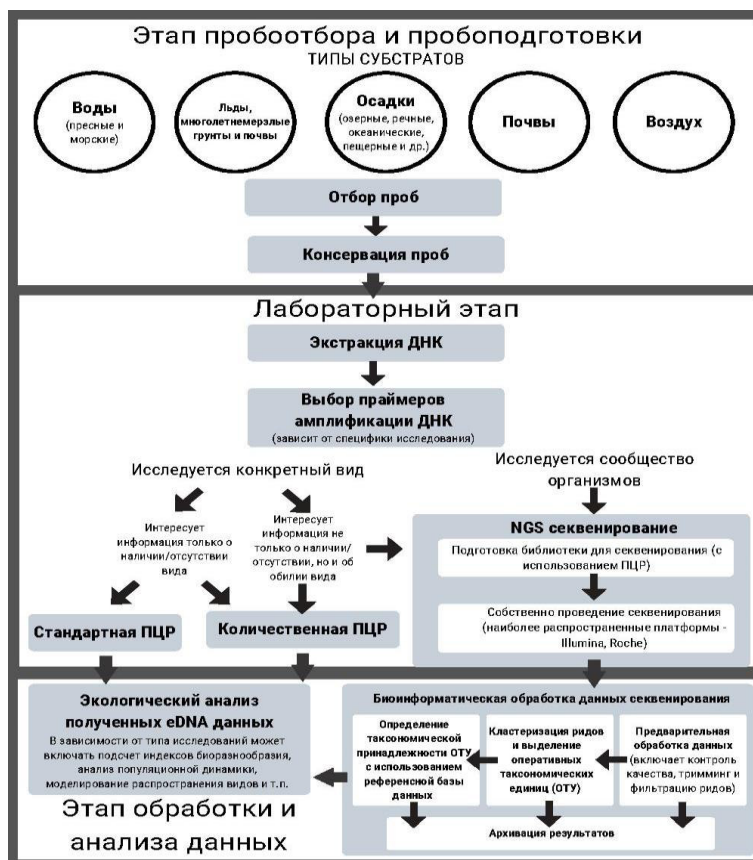 Этап пробоотбора и пробоподготовки
ТИПЫ СУБСТРАТОВ
Воды
(пресные и
морские)
Льды,
многолетнемерзлые
грунты и почвы
Осадки
(озерные, речные,
океанические,
пещерные и др.)
Почвы
Воздух
Отбор проб
Консервация проб
Лабораторный этап
Экстракция ДНК
Выбор праймеров
амплификации ДНК
(зависит от специфики исследования)
Исследуется конкретный вид
Исследуется сообщество
организмов
Интересует
информация только о
наличии/отсутствии
вида
Интересует
информация не
только о наличии/
отсутствии, но и об
обилии вида
NGS секвенирование
Подготовка библиотеки для секвенирования (с
использованием ПЦР)
Собственно проведение секвенирования
(наиболее распространенные платформы -
Illumina, Roche)
Стандартная ПЦР
Количественная ПЦР
Экологический анализ
полученных eDNA данных
В зависимости от типа исследований может
включать подсчет индексов биоразнообразия,
анализ популяционной динамики,
моделирование распространения видов и т.п.
Биоинформатическая обработка данных секвенирования
Определение
таксономической
принадлежности ОТУ
с использованием
референсной базы
данных
Кластеризация ридов
и выделение
оперативных
таксономических
единиц (ОТУ)
Предварительная
обработка данных
(включает контроль
качества, тримминг и
фильтрацию ридов)
Архивация результатов
Этап обработки и
анализа данных